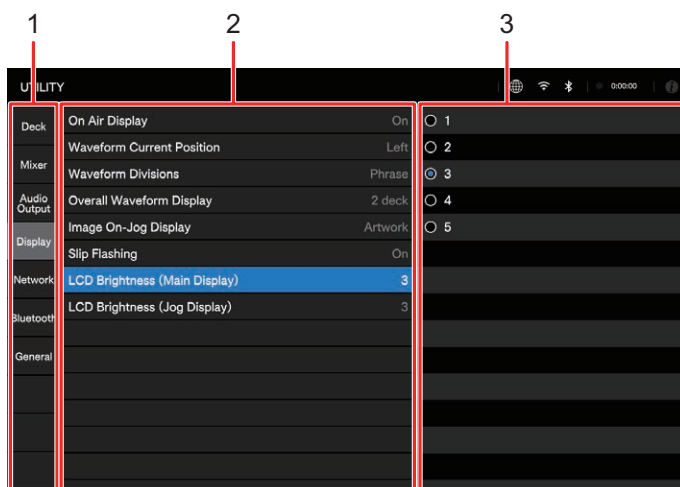 1 2 3
UTILITY 0:00:00
Deck
Mixer
Audio
Output
Display
Network
Bluetooth
General
On Air Display On
Waveform Current Position Left
Waveform Divisions Phrase
Overall Waveform Display 2 deck
Image On-Jog Display Artwork
Slip Flashing On
LCD Brightness (Main Display) 3
LCD Brightness (Jog Display) 3
1
2
3
4
5